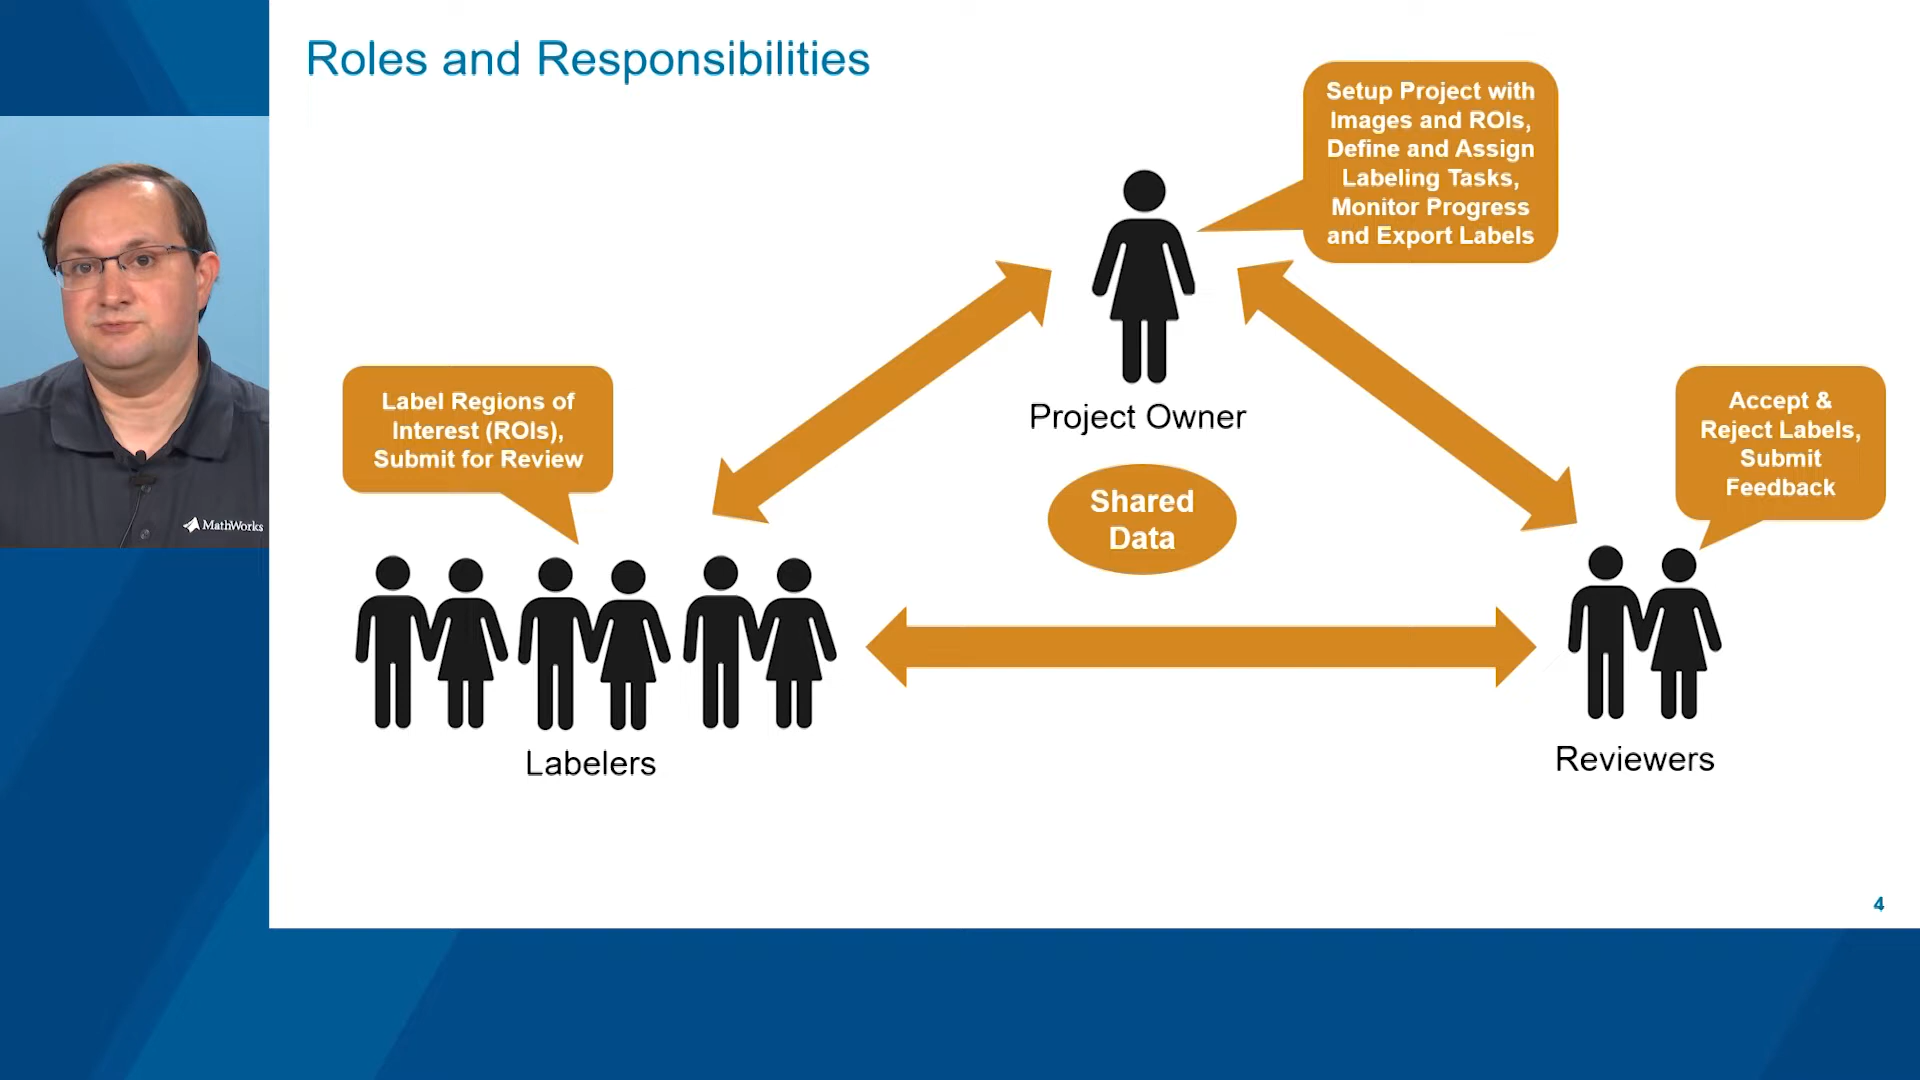 Roles and Responsibilities
Setup Project with
Images and ROIs,
Define and Assign
Labeling Tasks,
Monitor Progress
and Export Labels
Project Owner
Label Regions of
Interest (ROIs),
Submit for Review
Accept &
Reject Labels,
Submit
Feedback
Shared
Data
MathWorks
Labelers
Reviewers
4